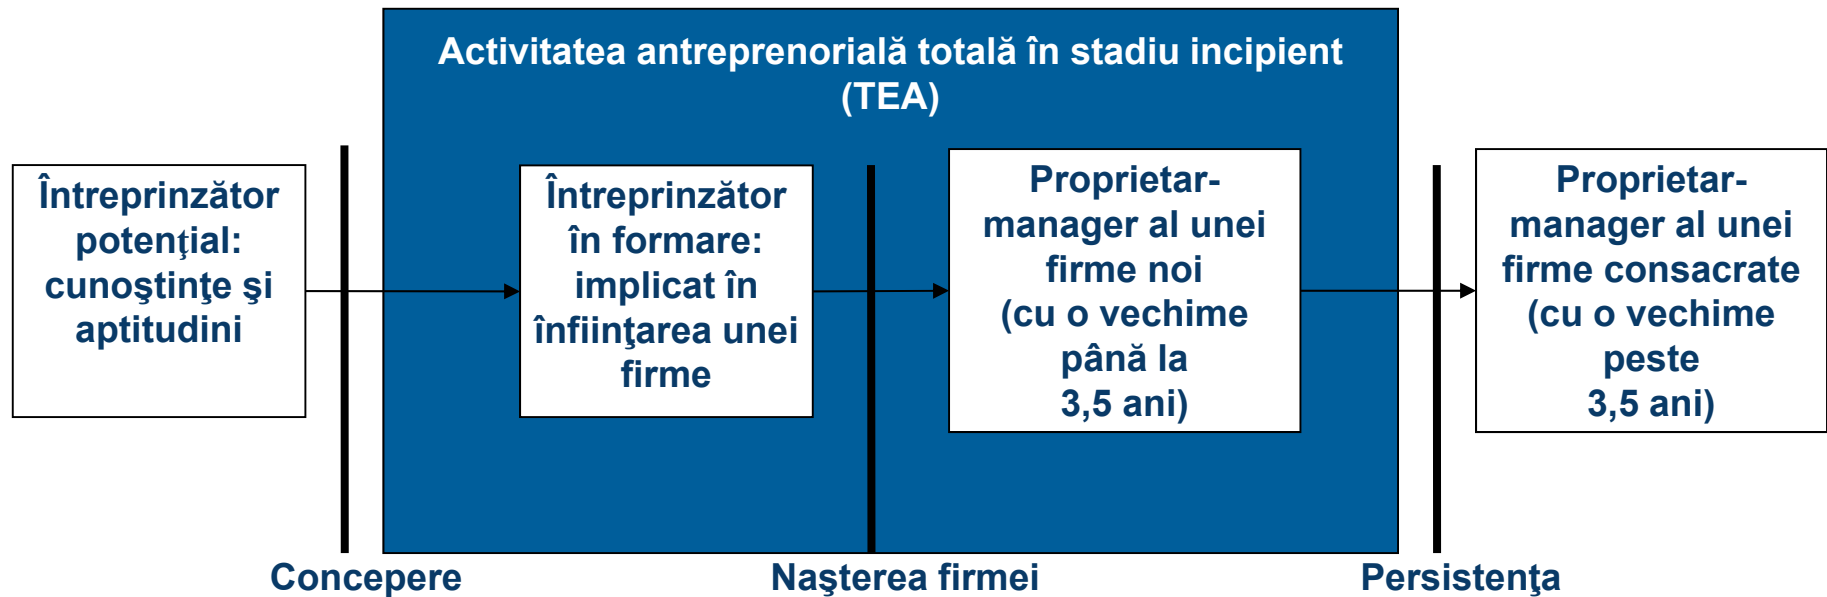 Activitatea antreprenorială totală în stadiu incipient
(TEA)
Întreprinzător
potenţial:
cunoştinţe şi
aptitudini
Întreprinzător
în formare:
implicat în
înfiinţarea unei
firme
Proprietar-
manager al unei
firme noi
(cu o vechime
până la
3,5 ani)
Proprietar-
manager al unei
firme consacrate
(cu o vechime
peste
3,5 ani)
Concepere
Naşterea firmei
Persistenţa